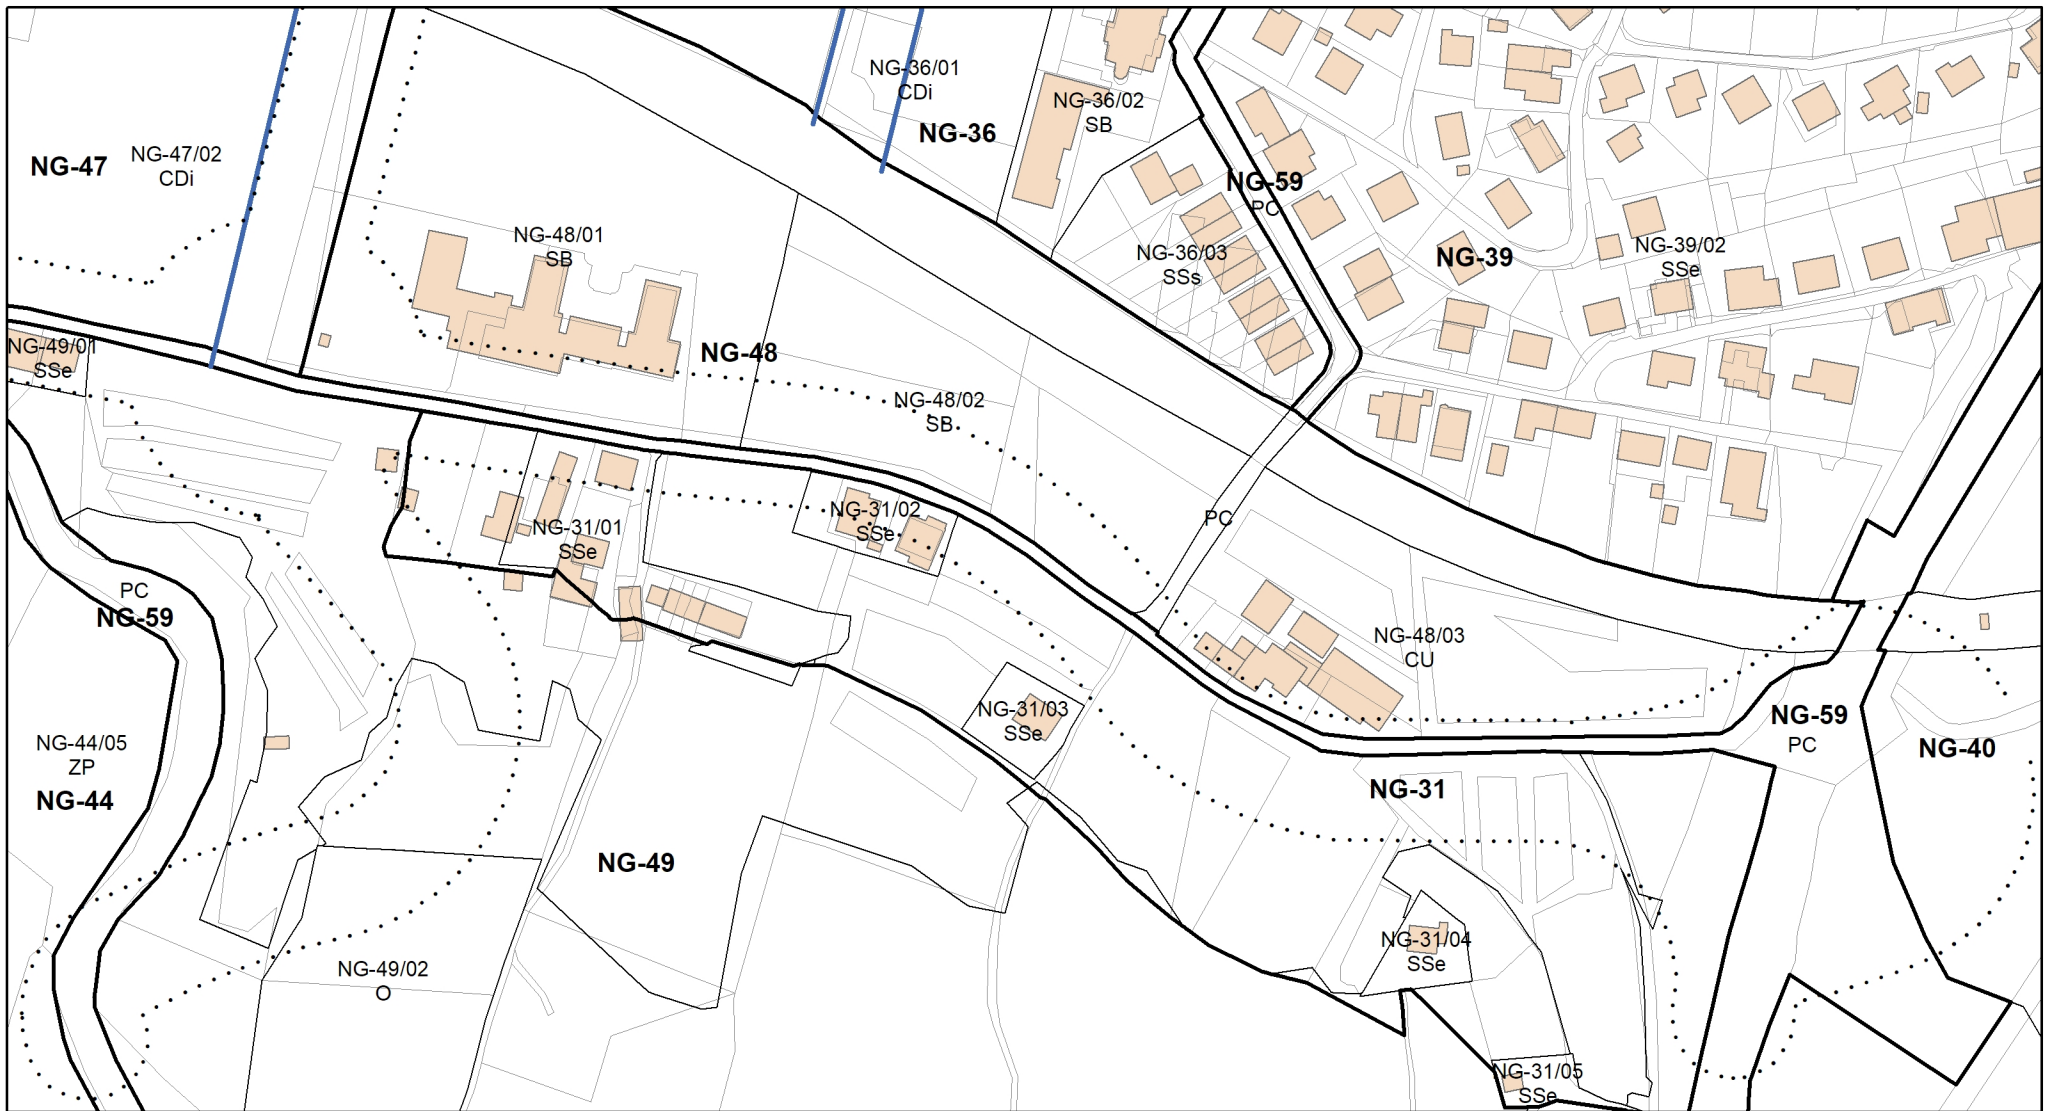 NG-36/01
CDi
NG-36/02
SB
NG-36
NG-47
NG-47/02
CDi
NG-59
PC
NG-48/01
SB
NG-36/03
SSs
NG-39
NG-39/02
SSe
NG-49/01
SSe
NG-48
NG-48/02
SB
NG-31/01
SSe
NG-31/02
SSe
PC
PC
NG-59
NG-48/03
CU
NG-31/03
SSe
NG-59
PC
NG-40
NG-44/05
ZP
NG-44
NG-31
NG-49
NG-31/04
SSe
NG-49/02
O
NG-31/05
SSe